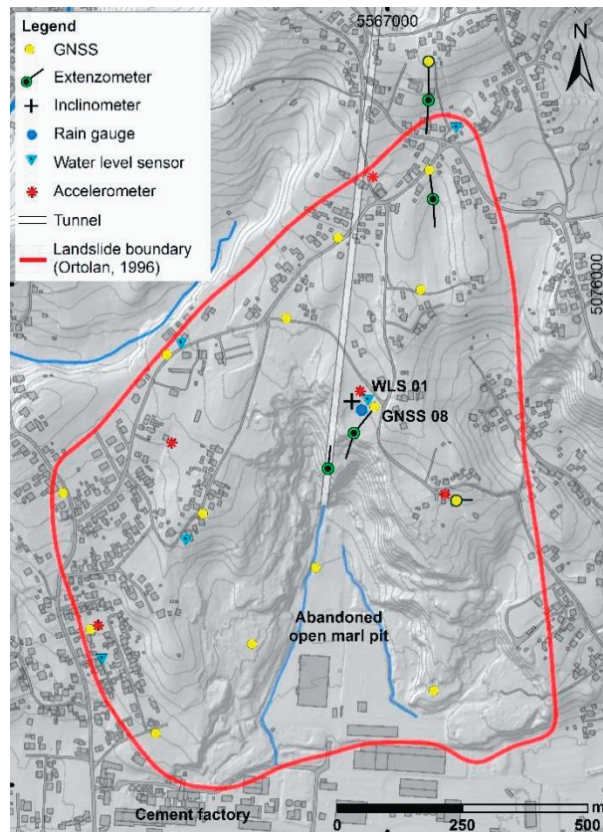 5567000
Legend
GNSS
Extenzometer
Inclinometer
Rain gauge
Water level sensor
Accelerometer
Tunnel
Landslide boundary
(Ortolan, 1996)
N
5076000
WLS 01
GNSS 08
Abandoned
open marl pit
Cement factory
m
0 250 500